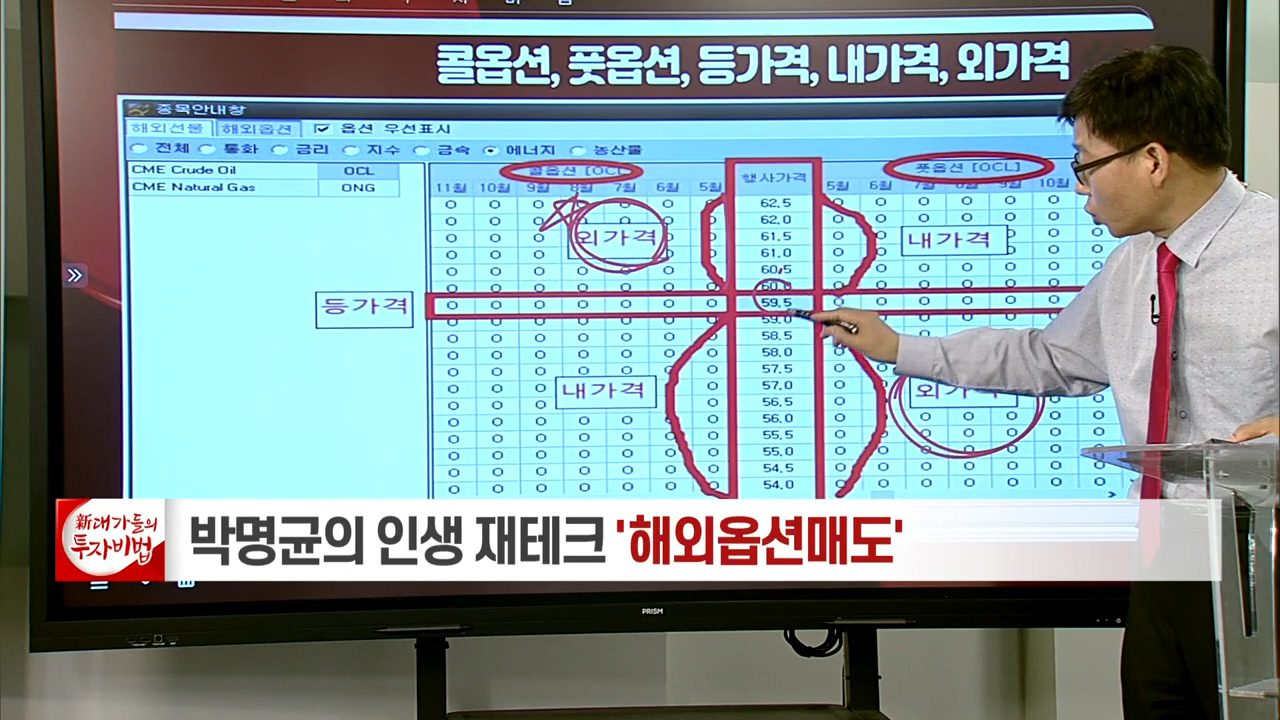 콜옵션, 풋옵션, 등가격, 내가격, 외가격
종목안내창
해외선물 해외옵션 옵션 우선표시
전체 통화 금리 지수 금속 에너지 농산물
CME Crude Oil OCL
CME Natural Gas ONG
콜옵션 행사가격 풋옵션 [OCL]
11월 10월 9월 8월 7월 6월 5월 5월 6월 7월 8월 9월 10월
62.5
62.0
61.5
외가격 내가격
61.0
60.5
60.0
등가격
59.5
59.0
58.5
58.0
57.5
내가격 외가격
57.0
56.5
56.0
55.5
55.0
54.5
54.0
新대가들의
투자비법
박명균의 인생 재테크 '해외옵션매도'
PRISM